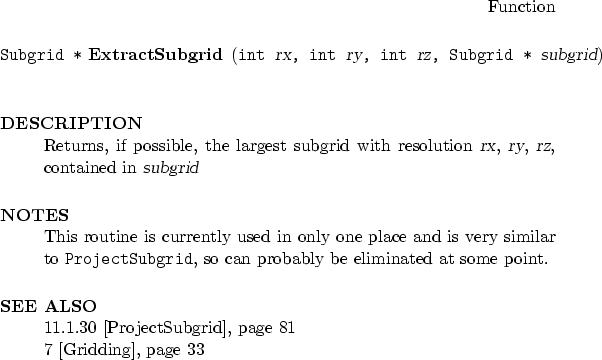 Function
Subgrid * ExtractSubgrid (int rx, int ry, int rz, Subgrid * subgrid)
DESCRIPTION
Returns, if possible, the largest subgrid with resolution rx, ry, rz,
contained in subgrid
NOTES
This routine is currently used in only one place and is very similar
to ProjectSubgrid, so can probably be eliminated at some point.
SEE ALSO
11.1.30 [ProjectSubgrid], page 81
7 [Gridding], page 33